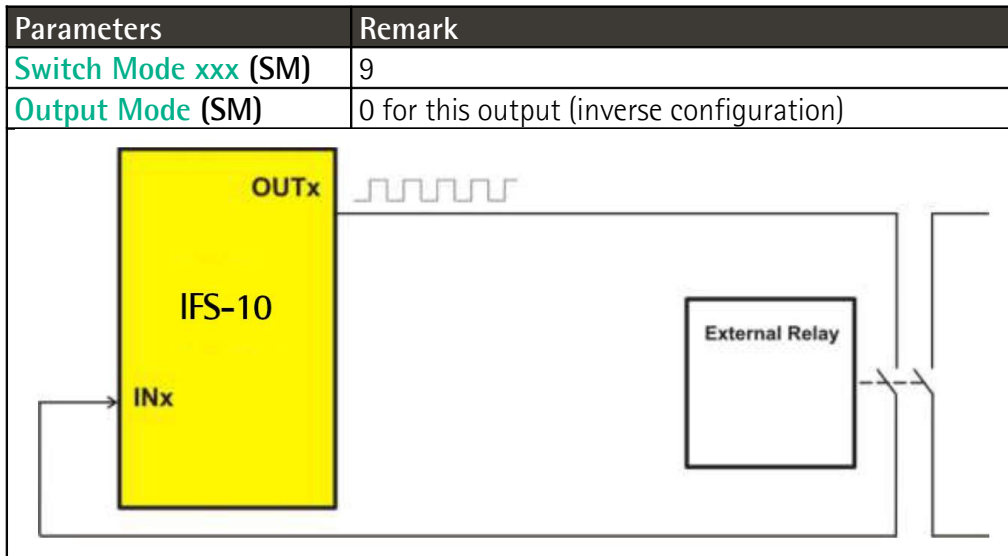 Parameters Remark
Switch Mode xxx (SM) 9
Output Mode (SM) 0 for this output (inverse configuration)
OUTx
IFS-10
External Relay
INx